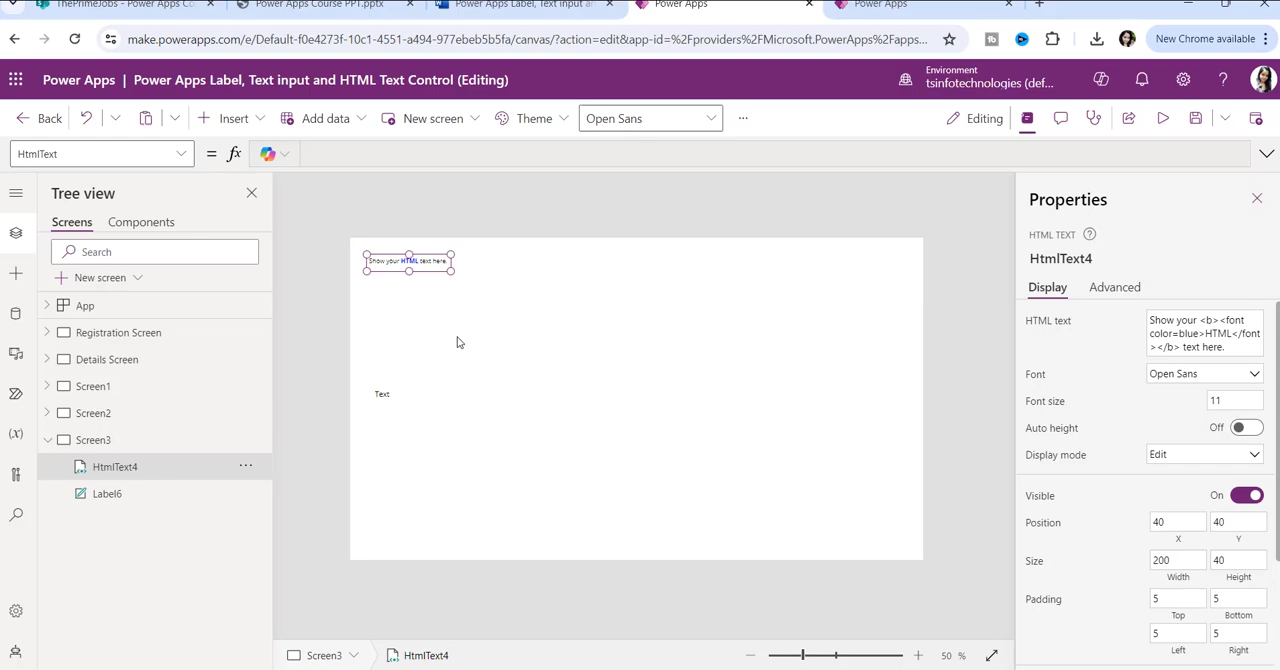 ThePrimeJobs - Power Apps Co
Power Apps Course PPT.pptx
Power Apps Label, Text input and
Power Apps
Power Apps
make.powerapps.com/e/Default-f0e4273f-10c1-4551-a494-977ebeb5b5fa/canvas/?action=edit&app-id=%2Fproviders%2FMicrosoft.PowerApps%2Fapps...
New Chrome available
Power Apps | Power Apps Label, Text input and HTML Text Control (Editing)
Environment
tsinfotechnologies (def...
Back
Insert
Add data
New screen
Theme
Open Sans
...
Editing
HtmlText
= fx
Tree view
Screens
Components
Search
New screen
App
Registration Screen
Details Screen
Screen1
Screen2
Screen3
HtmlText4
...
Label6
Show your HTML text here.
Text
Properties
HTML TEXT ?
HtmlText4
Display
Advanced
HTML text
Show your <b><font
color=blue>HTML</font
></b> text here.
Font
Open Sans
Font size
11
Auto height
Off
Display mode
Edit
Visible
On
Position
40
40
X
Y
Size
200
40
Width
Height
Padding
5
5
Top
Bottom
5
5
Left
Right
Screen3
HtmlText4
50 %